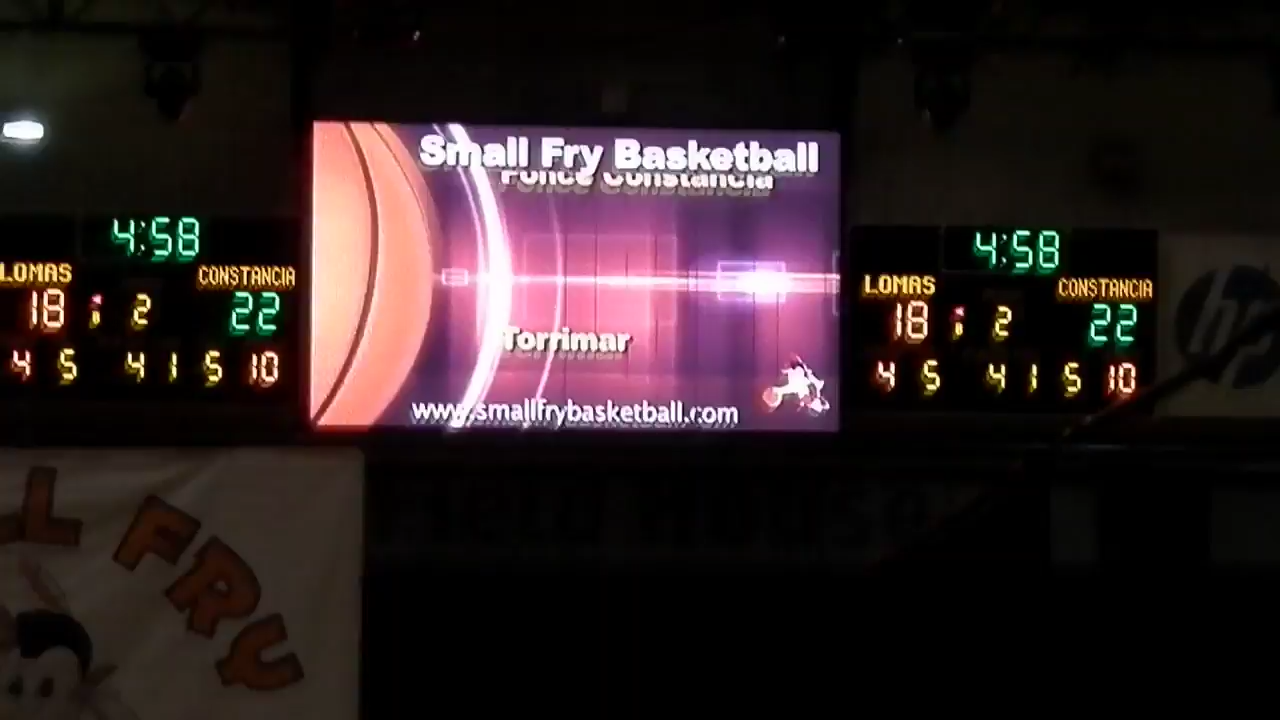 Small Fry Basketball
Ponce Constancia
Torrimar
www.smallfrybasketball.com
4:58
LOMAS CONSTANCIA
18 2 22
4 5 4 1 5 10
4:58
LOMAS CONSTANCIA
18 2 22
4 5 4 1 5 10
hp
L FRY